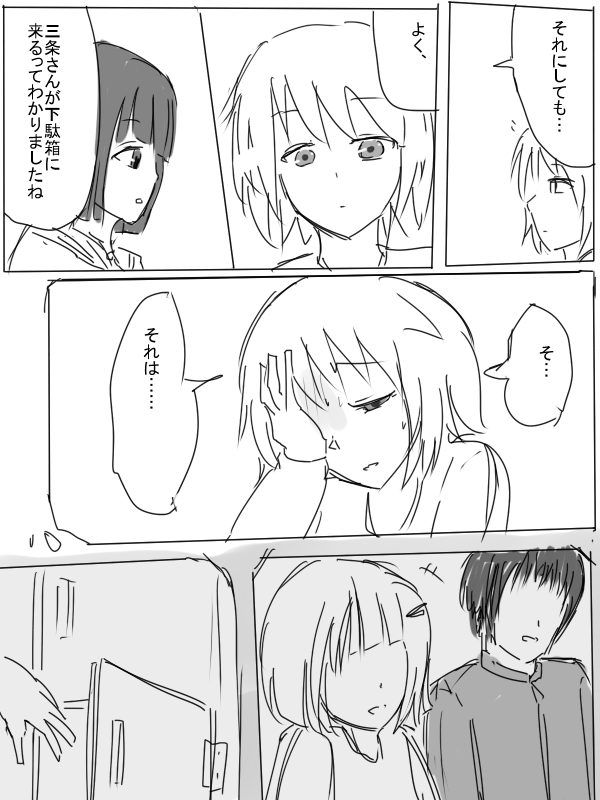 それにしても…
よく、
三条さんが下駄箱に
来るってわかりましたね
そ…
それは……